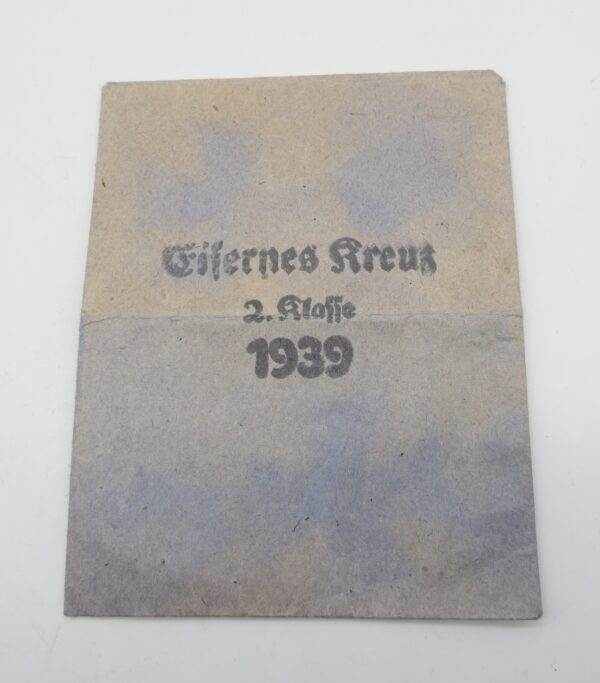 Eisernes Kreuz
2. Klasse
1939